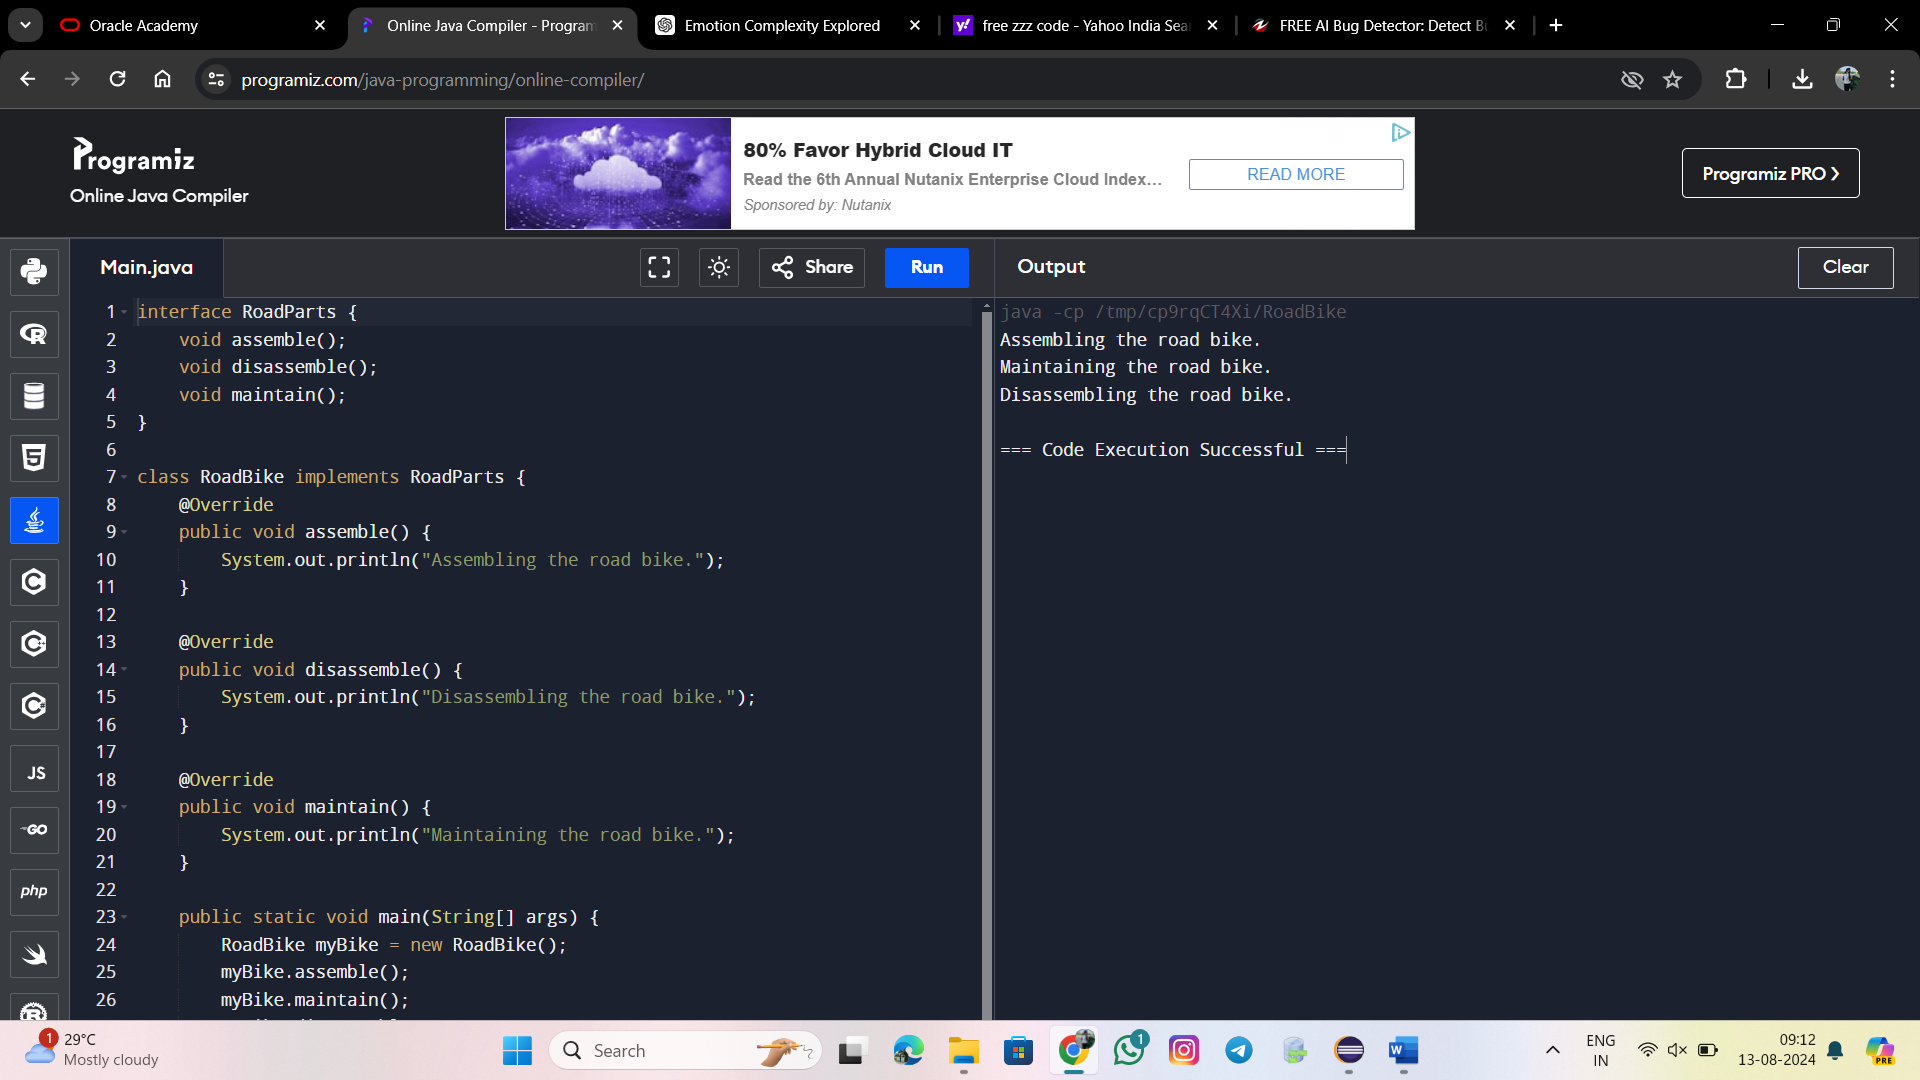 Oracle Academy
Online Java Compiler - Program
Emotion Complexity Explored
free zzz code - Yahoo India Sea
FREE AI Bug Detector: Detect Bu
programiz.com/java-programming/online-compiler/
Programiz
Online Java Compiler
80% Favor Hybrid Cloud IT
Read the 6th Annual Nutanix Enterprise Cloud Index...
Sponsored by: Nutanix
READ MORE
Programiz PRO >
Main.java
Share
Run
Output
Clear
1 interface RoadParts {
2 void assemble();
3 void disassemble();
4 void maintain();
5 }
6
7 class RoadBike implements RoadParts {
8 @Override
9 public void assemble() {
10 System.out.println("Assembling the road bike.");
11 }
12
13 @Override
14 public void disassemble() {
15 System.out.println("Disassembling the road bike.");
16 }
17
18 @Override
19 public void maintain() {
20 System.out.println("Maintaining the road bike.");
21 }
22
23 public static void main(String[] args) {
24 RoadBike myBike = new RoadBike();
25 myBike.assemble();
26 myBike.maintain();
java -cp /tmp/cp9rqCT4Xi/RoadBike
Assembling the road bike.
Maintaining the road bike.
Disassembling the road bike.
=== Code Execution Successful ===
JS
GO
php
1
29°C
Mostly cloudy
Search
1
ENG
IN
09:12
13-08-2024
PRE